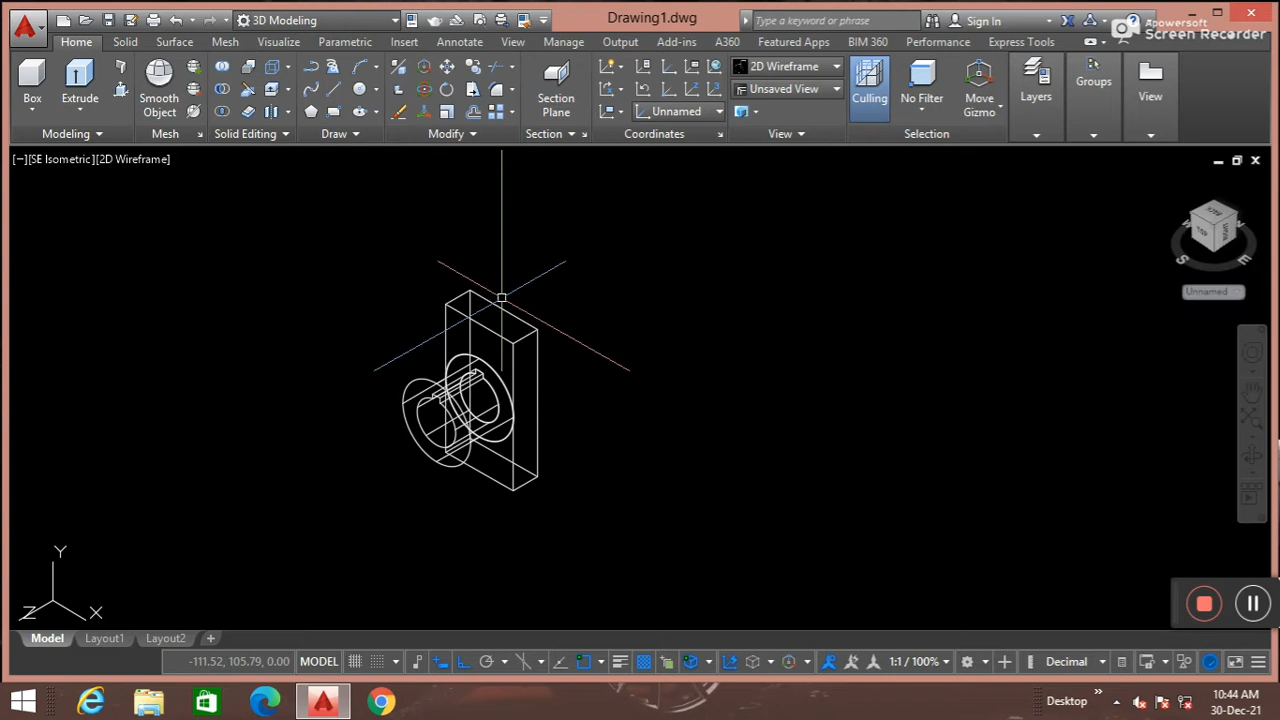 3D Modeling
Drawing1.dwg
Type a keyword or phrase
Sign In
Apowersoft
Screen Recorder
Home
Solid
Surface
Mesh
Visualize
Parametric
Insert
Annotate
View
Manage
Output
Add-ins
A360
Featured Apps
BIM 360
Performance
Express Tools
Box
Extrude
Smooth
Object
Section
Plane
2D Wireframe
Unsaved View
Unnamed
Culling
No Filter
Move
Gizmo
Layers
Groups
View
Modeling
Mesh
Solid Editing
Draw
Modify
Section
Coordinates
View
Selection
[−][SE Isometric][2D Wireframe]
W
N
S
E
Unnamed
Y
Z
X
Model
Layout1
Layout2
-111.52, 105.79, 0.00
MODEL
1:1 / 100%
Decimal
Desktop
10:44 AM
30-Dec-21